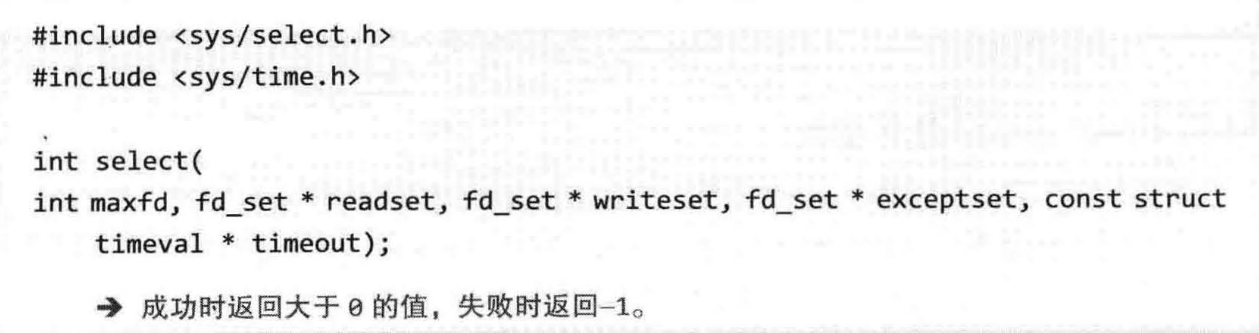 #include <sys/select.h>
#include <sys/time.h>
int select(
int maxfd, fd_set * readset, fd_set * writeset, fd_set * exceptset, const struct
timeval * timeout);
➔ 成功时返回大于 0 的值，失败时返回-1。